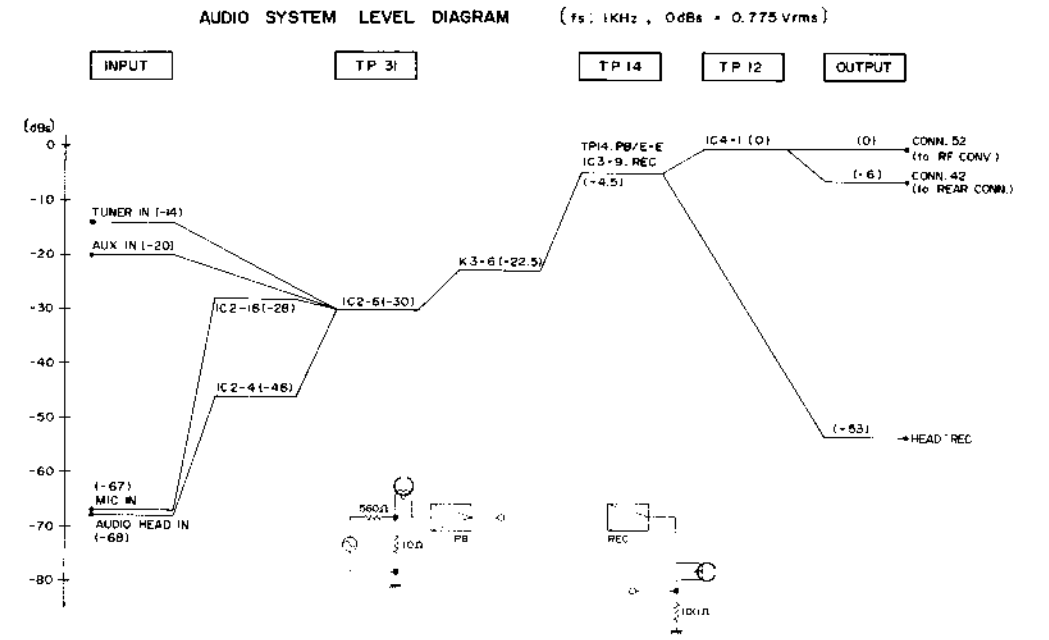 AUDIO SYSTEM LEVEL DIAGRAM (fs: 1KHz, 0dBs = 0.775 Vrms)
INPUT TP 31 TP 14 TP 12 OUTPUT
(dBs)
0
-10
-20
-30
-40
-50
-60
-70
-80
TUNER IN (-14)
AUX IN (-20)
IC2-16(-28)
IC2-4(-46)
(-67)
MIC IN
AUDIO HEAD IN
(-68)
IC2-6(-30)
K3-6(-22.5)
TP14. PB/E-E
IC3-9. REC
(-4.5)
IC4-1 (0)
(0)
CONN. 52
(to RF CONV.)
(-6)
CONN. 42
(to REAR CONN.)
(-53)
HEAD REC
560Ω
10Ω
PB
REC
100Ω